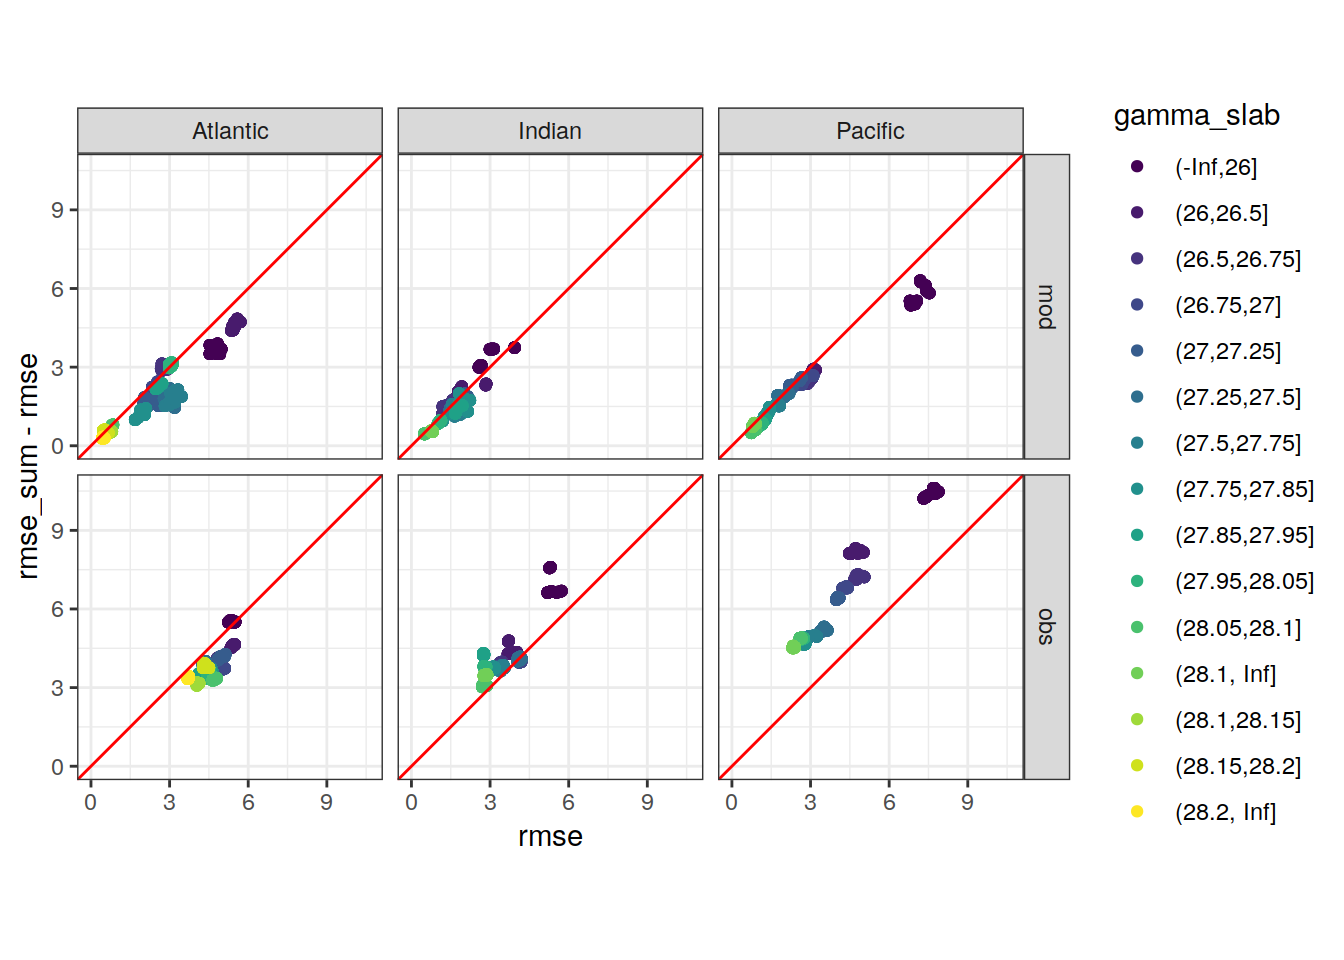 Atlantic
Indian
Pacific
mod
obs
rmse_sum - rmse
9
6
3
0
9
6
3
0
0 3 6 9
0 3 6 9
0 3 6 9
rmse
gamma_slab
(-Inf,26]
(26,26.5]
(26.5,26.75]
(26.75,27]
(27,27.25]
(27.25,27.5]
(27.5,27.75]
(27.75,27.85]
(27.85,27.95]
(27.95,28.05]
(28.05,28.1]
(28.1, Inf]
(28.1,28.15]
(28.15,28.2]
(28.2, Inf]